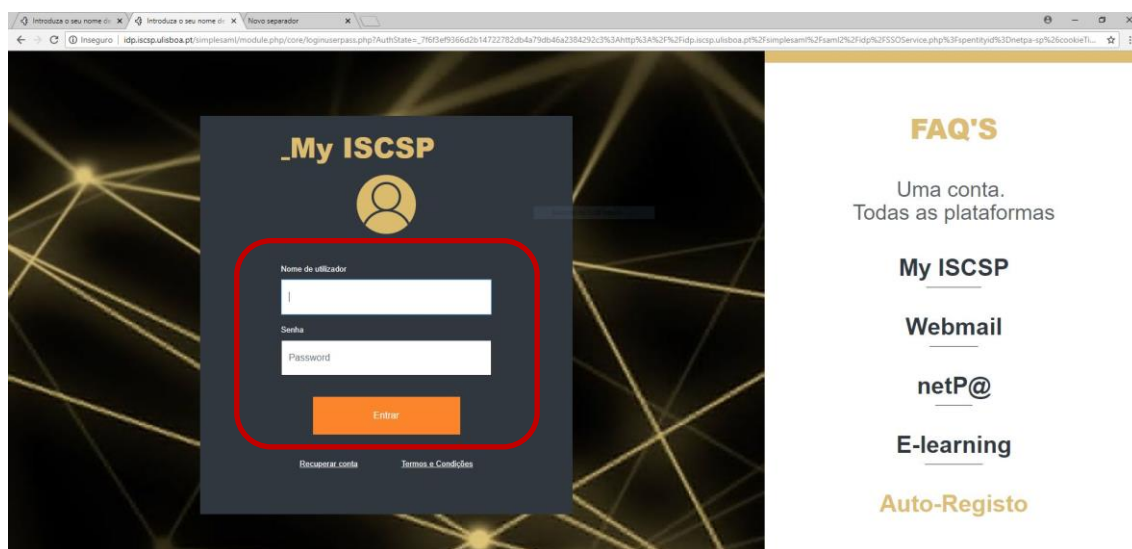 Introduza o seu nome de
Introduza o seu nome de
Novo separador
Inseguro | idp.iscsp.ulisboa.pt/simplesaml/module.php/core/loginuserpass.php?AuthState=_7f6f3ef9366d2b14722782db4a79db46a2384292c3%3Ahttp%3A%2F%2Fidp.iscsp.ulisboa.pt%2Fsimplesaml%2Fsaml2%2Fidp%2FSSOService.php%3Fspentityid%3Dnetpa-sp%26cookieTi...
_My ISCSP
Nome de utilizador
Senha
Password
Entrar
Recuperar conta
Termos e Condições
FAQ'S
Uma conta.
Todas as plataformas
My ISCSP
Webmail
netP@
E-learning
Auto-Registo